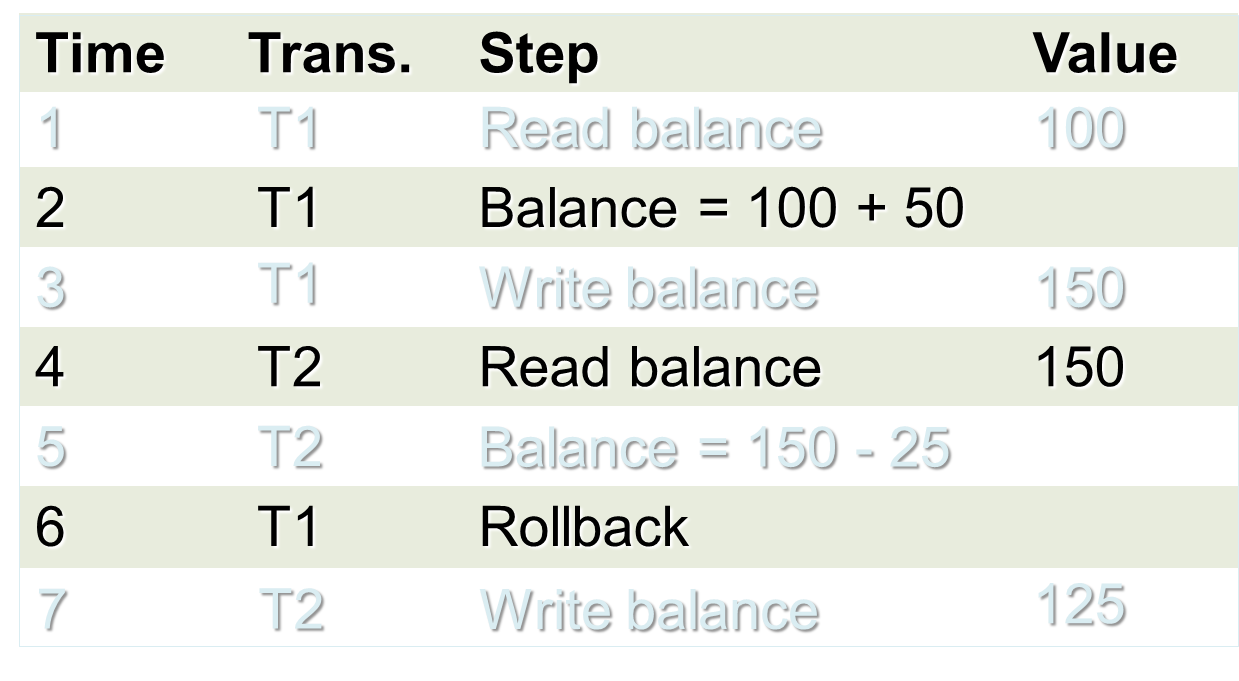 Time Trans. Step Value
1 T1 Read balance 100
2 T1 Balance = 100 + 50
3 T1 Write balance 150
4 T2 Read balance 150
5 T2 Balance = 150 - 25
6 T1 Rollback
7 T2 Write balance 125